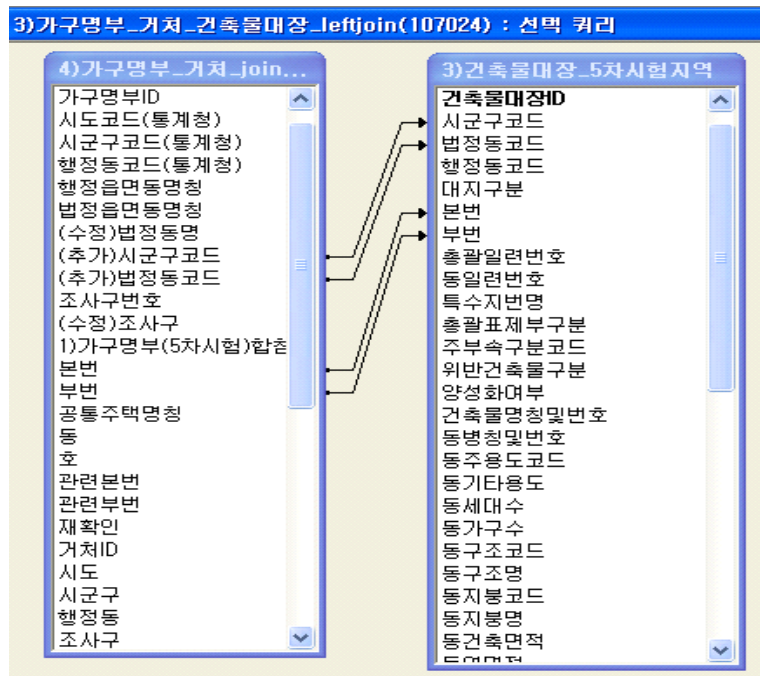 3)가구명부_거처_건축물대장_leftjoin(107024) : 선택 쿼리
4)가구명부_거처_join...
가구명부ID
시도코드(통계청)
시군구코드(통계청)
행정동코드(통계청)
행정읍면동명칭
법정읍면동명칭
(수정)법정동명
(추가)시군구코드
(추가)법정동코드
조사구번호
(수정)조사구
1)가구명부(5차시험)합친
본번
부번
공통주택명칭
동
호
관련본번
관련부번
재확인
거처ID
시도
시군구
행정동
조사구
3)건축물대장_5차시험지역
건축물대장ID
시군구코드
법정동코드
행정동코드
대지구분
본번
부번
총괄일련번호
동일련번호
특수지번명
총괄표제부구분
주부속구분코드
위반건축물구분
양성화여부
건축물명칭및번호
동병칭및번호
동주용도코드
동기타용도
동세대수
동가구수
동구조코드
동구조명
동지붕코드
동지붕명
동건축면적